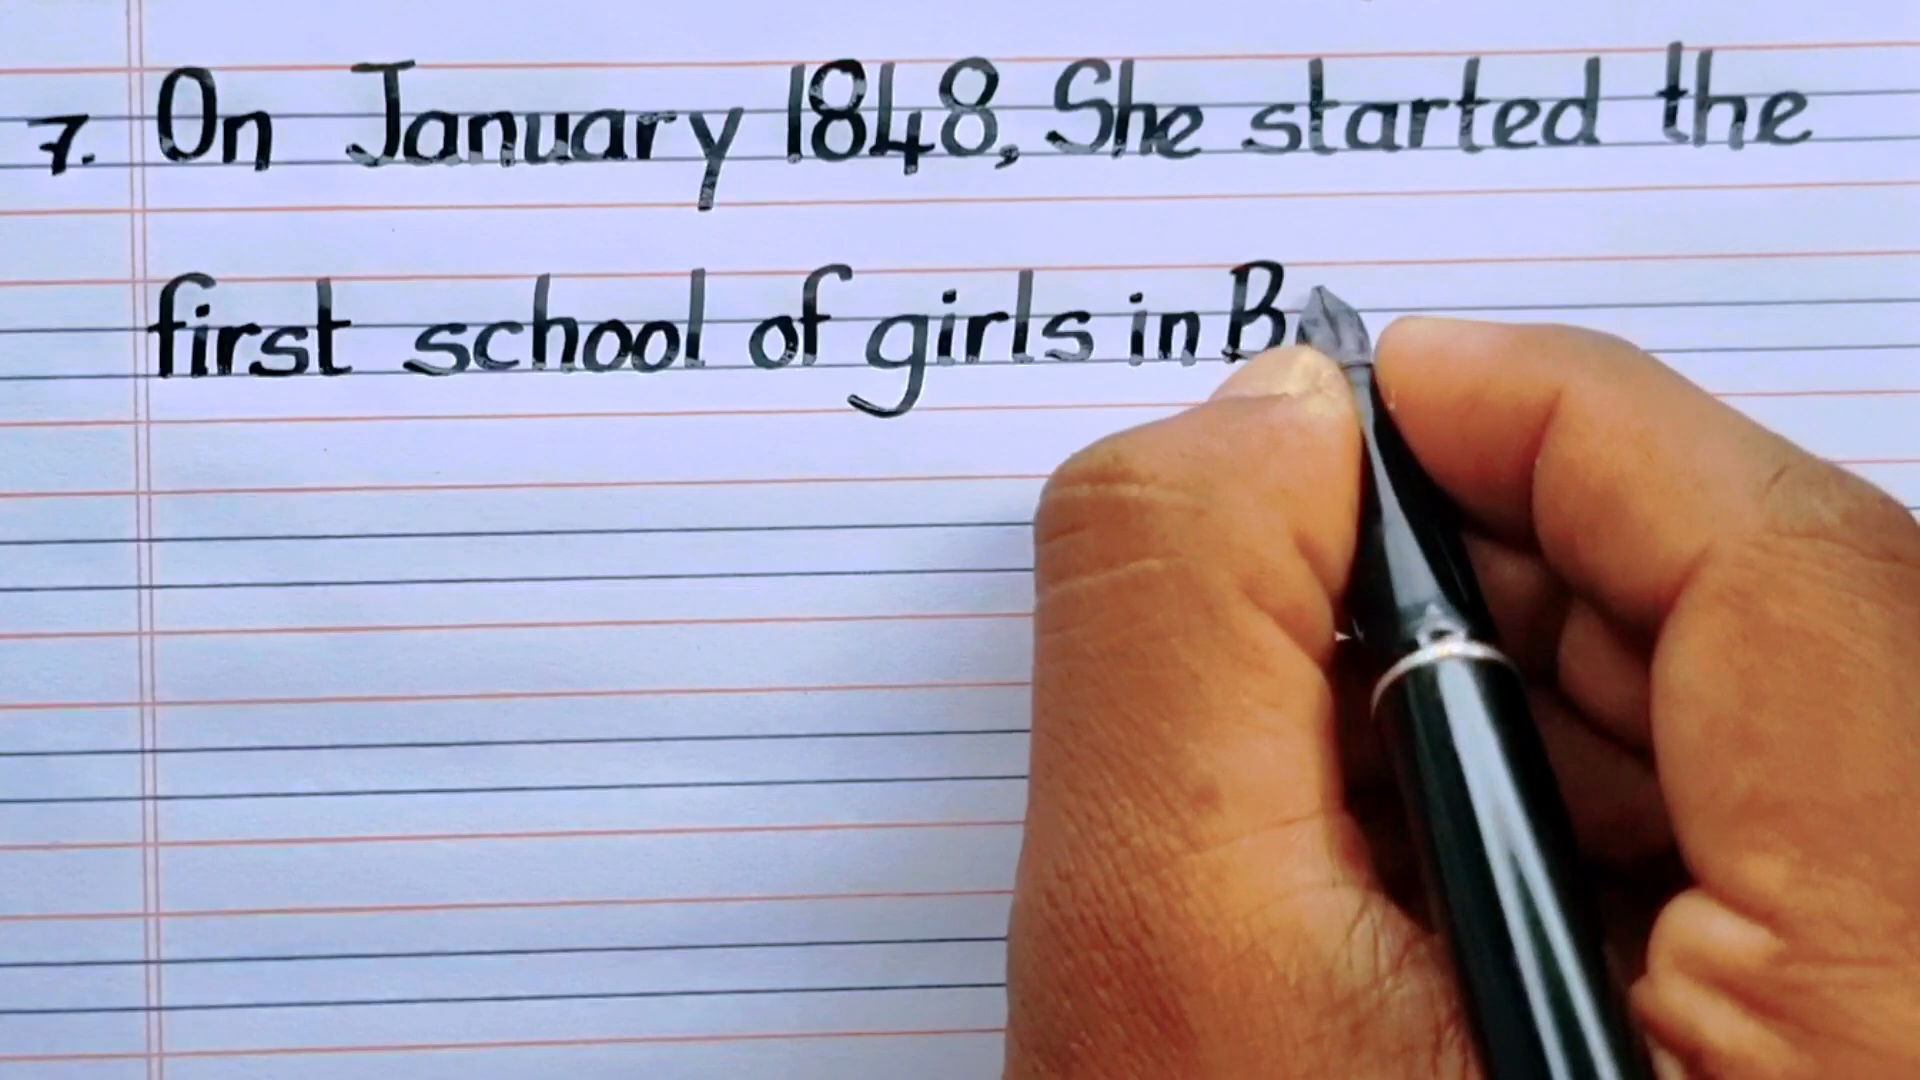 7. On January 1848, She started the
first school of girls in B